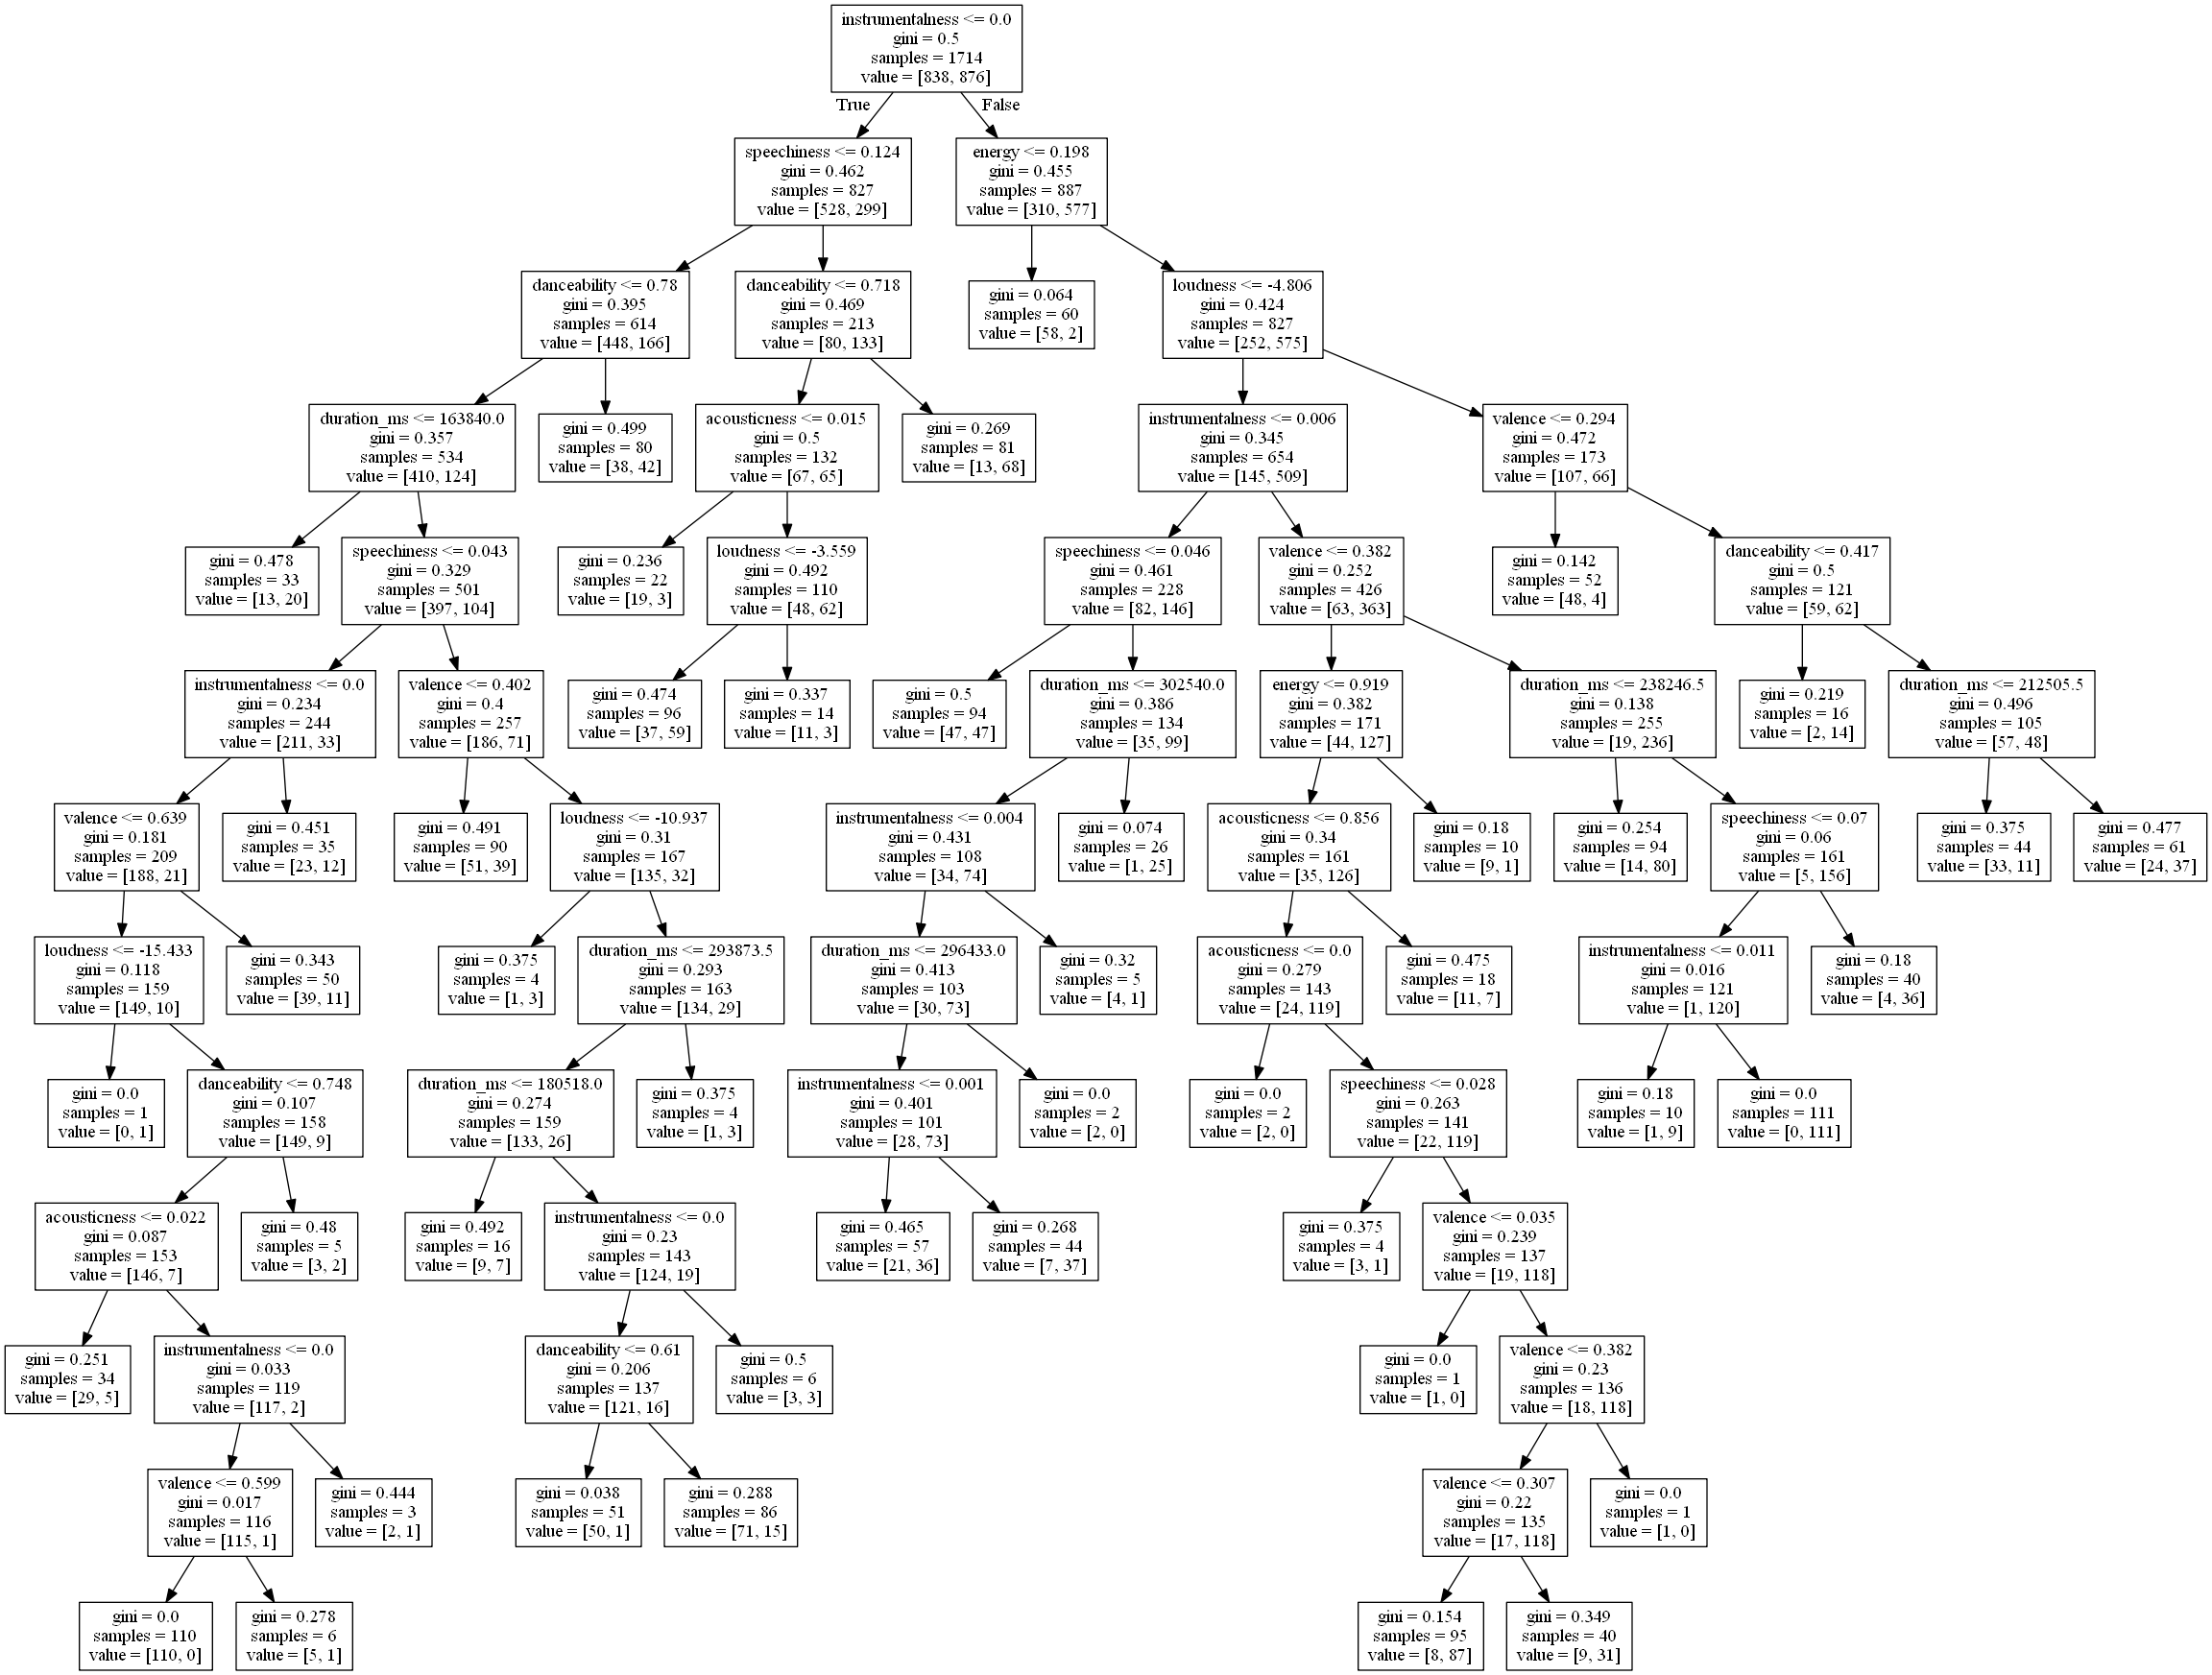 instrumentalness <= 0.0
gini = 0.5
samples = 1714
value = [838, 876]
True
False
speechiness <= 0.124
gini = 0.462
samples = 827
value = [528, 299]
energy <= 0.198
gini = 0.455
samples = 887
value = [310, 577]
danceability <= 0.78
gini = 0.395
samples = 614
value = [448, 166]
danceability <= 0.718
gini = 0.469
samples = 213
value = [80, 133]
gini = 0.064
samples = 60
value = [58, 2]
loudness <= -4.806
gini = 0.424
samples = 827
value = [252, 575]
duration_ms <= 163840.0
gini = 0.357
samples = 534
value = [410, 124]
gini = 0.499
samples = 80
value = [38, 42]
acousticness <= 0.015
gini = 0.5
samples = 132
value = [67, 65]
gini = 0.269
samples = 81
value = [13, 68]
instrumentalness <= 0.006
gini = 0.345
samples = 654
value = [145, 509]
valence <= 0.294
gini = 0.472
samples = 173
value = [107, 66]
gini = 0.478
samples = 33
value = [13, 20]
speechiness <= 0.043
gini = 0.329
samples = 501
value = [397, 104]
gini = 0.236
samples = 22
value = [19, 3]
loudness <= -3.559
gini = 0.492
samples = 110
value = [48, 62]
speechiness <= 0.046
gini = 0.461
samples = 228
value = [82, 146]
valence <= 0.382
gini = 0.252
samples = 426
value = [63, 363]
gini = 0.142
samples = 52
value = [48, 4]
danceability <= 0.417
gini = 0.5
samples = 121
value = [59, 62]
instrumentalness <= 0.0
gini = 0.234
samples = 244
value = [211, 33]
valence <= 0.402
gini = 0.4
samples = 257
value = [186, 71]
gini = 0.474
samples = 96
value = [37, 59]
gini = 0.337
samples = 14
value = [11, 3]
gini = 0.5
samples = 94
value = [47, 47]
duration_ms <= 302540.0
gini = 0.386
samples = 134
value = [35, 99]
energy <= 0.919
gini = 0.382
samples = 171
value = [44, 127]
duration_ms <= 238246.5
gini = 0.138
samples = 255
value = [19, 236]
gini = 0.219
samples = 16
value = [2, 14]
duration_ms <= 212505.5
gini = 0.496
samples = 105
value = [57, 48]
valence <= 0.639
gini = 0.181
samples = 209
value = [188, 21]
gini = 0.451
samples = 35
value = [23, 12]
gini = 0.491
samples = 90
value = [51, 39]
loudness <= -10.937
gini = 0.31
samples = 167
value = [135, 32]
instrumentalness <= 0.004
gini = 0.431
samples = 108
value = [34, 74]
gini = 0.074
samples = 26
value = [1, 25]
acousticness <= 0.856
gini = 0.34
samples = 161
value = [35, 126]
gini = 0.18
samples = 10
value = [9, 1]
gini = 0.254
samples = 94
value = [14, 80]
speechiness <= 0.07
gini = 0.06
samples = 161
value = [5, 156]
gini = 0.375
samples = 44
value = [33, 11]
gini = 0.477
samples = 61
value = [24, 37]
loudness <= -15.433
gini = 0.118
samples = 159
value = [149, 10]
gini = 0.343
samples = 50
value = [39, 11]
gini = 0.375
samples = 4
value = [1, 3]
duration_ms <= 293873.5
gini = 0.293
samples = 163
value = [134, 29]
duration_ms <= 296433.0
gini = 0.413
samples = 103
value = [30, 73]
gini = 0.32
samples = 5
value = [4, 1]
acousticness <= 0.0
gini = 0.279
samples = 143
value = [24, 119]
gini = 0.475
samples = 18
value = [11, 7]
instrumentalness <= 0.011
gini = 0.016
samples = 121
value = [1, 120]
gini = 0.18
samples = 40
value = [4, 36]
gini = 0.0
samples = 1
value = [0, 1]
danceability <= 0.748
gini = 0.107
samples = 158
value = [149, 9]
duration_ms <= 180518.0
gini = 0.274
samples = 159
value = [133, 26]
gini = 0.375
samples = 4
value = [1, 3]
instrumentalness <= 0.001
gini = 0.401
samples = 101
value = [28, 73]
gini = 0.0
samples = 2
value = [2, 0]
gini = 0.0
samples = 2
value = [2, 0]
speechiness <= 0.028
gini = 0.263
samples = 141
value = [22, 119]
gini = 0.18
samples = 10
value = [1, 9]
gini = 0.0
samples = 111
value = [0, 111]
acousticness <= 0.022
gini = 0.087
samples = 153
value = [146, 7]
gini = 0.48
samples = 5
value = [3, 2]
gini = 0.492
samples = 16
value = [9, 7]
instrumentalness <= 0.0
gini = 0.23
samples = 143
value = [124, 19]
gini = 0.465
samples = 57
value = [21, 36]
gini = 0.268
samples = 44
value = [7, 37]
gini = 0.375
samples = 4
value = [3, 1]
valence <= 0.035
gini = 0.239
samples = 137
value = [19, 118]
gini = 0.251
samples = 34
value = [29, 5]
instrumentalness <= 0.0
gini = 0.033
samples = 119
value = [117, 2]
danceability <= 0.61
gini = 0.206
samples = 137
value = [121, 16]
gini = 0.5
samples = 6
value = [3, 3]
gini = 0.0
samples = 1
value = [1, 0]
valence <= 0.382
gini = 0.23
samples = 136
value = [18, 118]
valence <= 0.599
gini = 0.017
samples = 116
value = [115, 1]
gini = 0.444
samples = 3
value = [2, 1]
gini = 0.038
samples = 51
value = [50, 1]
gini = 0.288
samples = 86
value = [71, 15]
valence <= 0.307
gini = 0.22
samples = 135
value = [17, 118]
gini = 0.0
samples = 1
value = [1, 0]
gini = 0.0
samples = 110
value = [110, 0]
gini = 0.278
samples = 6
value = [5, 1]
gini = 0.154
samples = 95
value = [8, 87]
gini = 0.349
samples = 40
value = [9, 31]